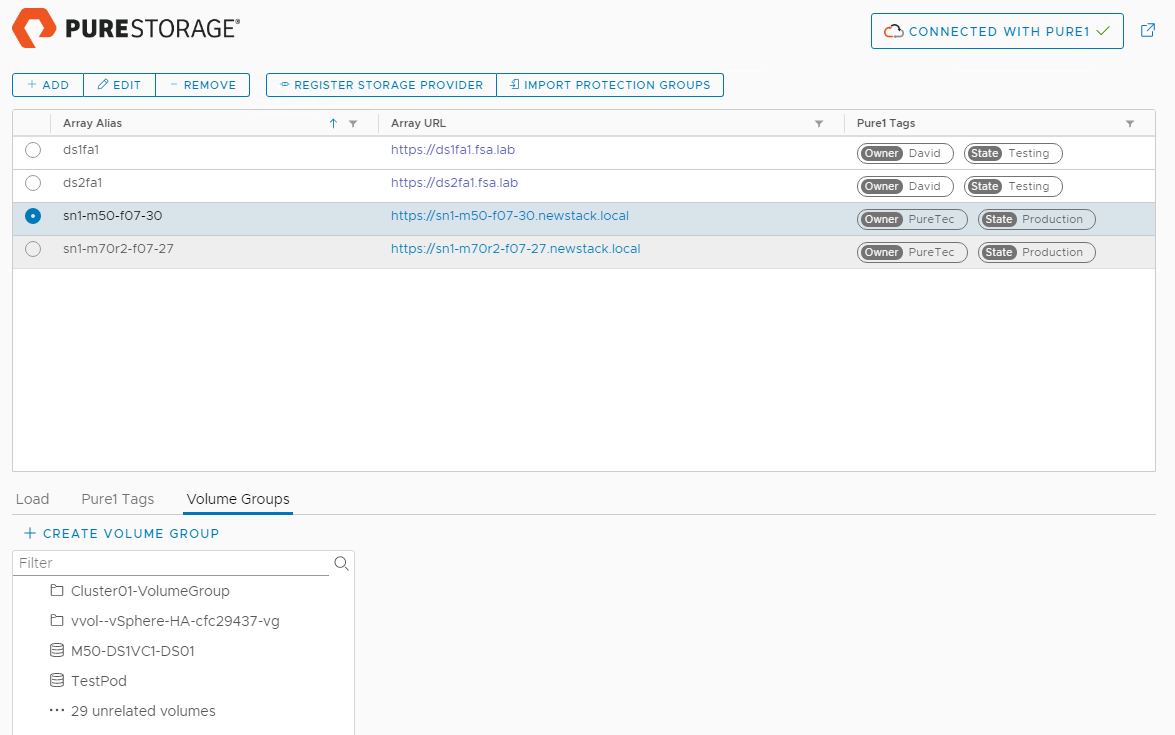 PURESTORAGE®
CONNECTED WITH PURE1
ADD EDIT REMOVE REGISTER STORAGE PROVIDER IMPORT PROTECTION GROUPS
Array Alias Array URL Pure1 Tags
ds1fa1 https://ds1fa1.fsa.lab Owner David State Testing
ds2fa1 https://ds2fa1.fsa.lab Owner David State Testing
sn1-m50-f07-30 https://sn1-m50-f07-30.newstack.local Owner PureTec State Production
sn1-m70r2-f07-27 https://sn1-m70r2-f07-27.newstack.local Owner PureTec State Production
Load Pure1 Tags Volume Groups
+ CREATE VOLUME GROUP
Filter
Cluster01-VolumeGroup
vvol--vSphere-HA-cfc29437-vg
M50-DS1VC1-DS01
TestPod
··· 29 unrelated volumes